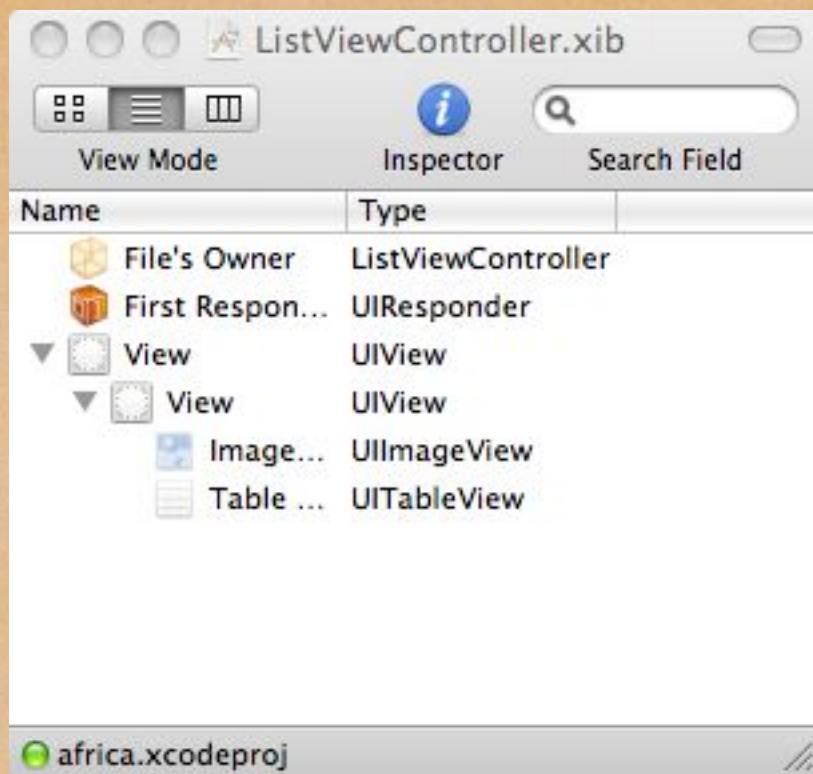 ListViewController.xib
View Mode Inspector Search Field
Name Type
File's Owner ListViewController
First Respon... UIResponder
View UIView
View UIView
Image... UIImageView
Table ... UITableView
africa.xcodeproj